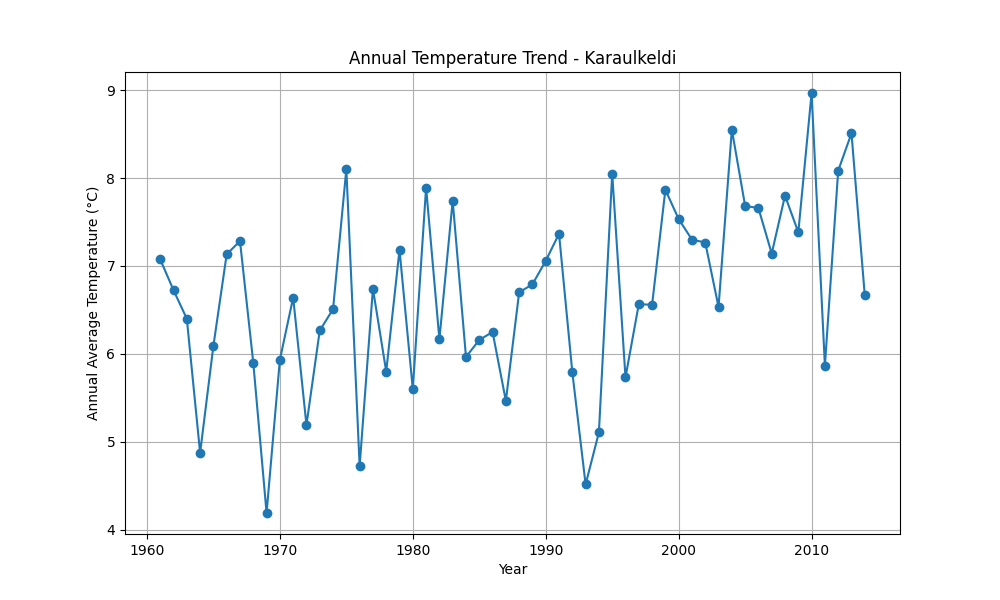 Annual Temperature Trend - Karaulkeldi
Annual Average Temperature (°C)
9
8
7
6
5
4
1960 1970 1980 1990 2000 2010
Year